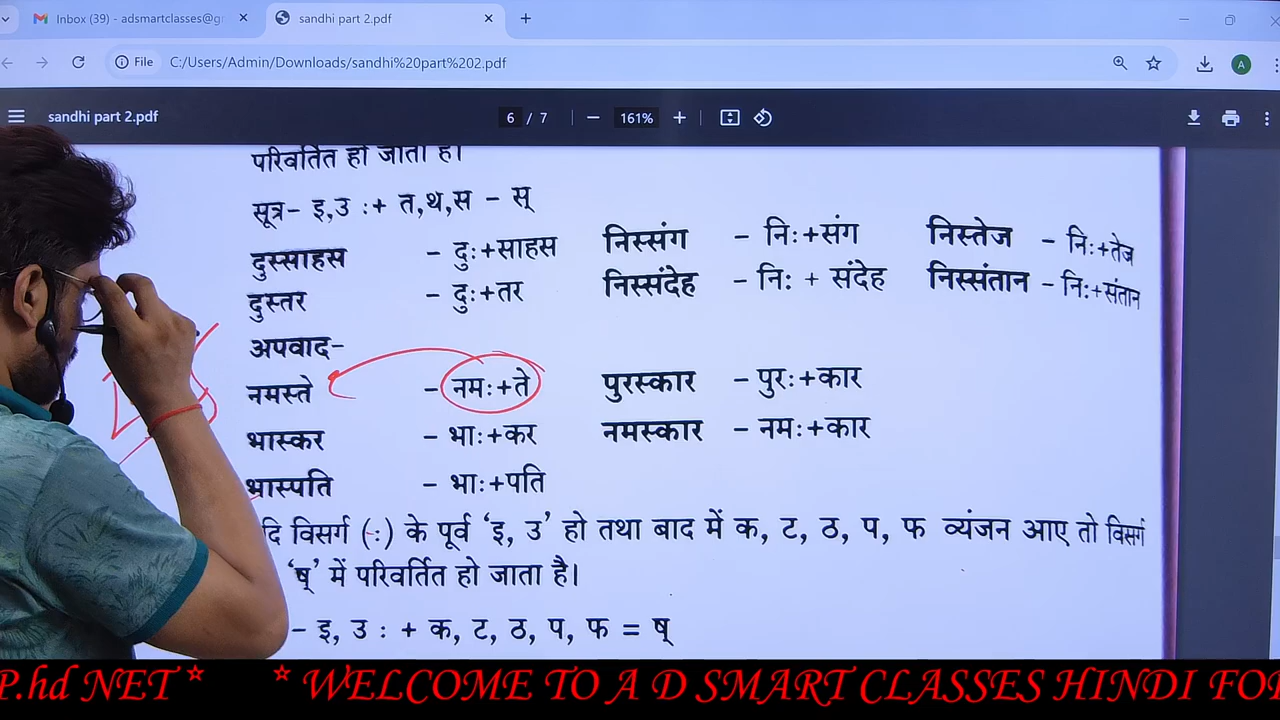 Inbox (39) - adsmartclasses@gr
sandhi part 2.pdf
File C:/Users/Admin/Downloads/sandhi%20part%202.pdf
A
sandhi part 2.pdf 6 / 7 161%
परिवर्तित हो जाता है।
सूत्र- इ,उ :+ त,थ,स - स्
दुस्साहस - दुः+साहस निस्संग - निः+संग निस्तेज - निः+तेज
दुस्तर - दुः+तर निस्संदेह - निः + संदेह निस्संतान - निः+संतान
अपवाद-
नमस्ते - नमः+ते पुरस्कार - पुरः+कार
भास्कर - भाः+कर नमस्कार - नमः+कार
भास्पति - भाः+पति
दि विसर्ग (:) के पूर्व ‘इ, उ’ हो तथा बाद में क, ट, ठ, प, फ व्यंजन आए तो विसर्ग
‘ष्’ में परिवर्तित हो जाता है।
- इ, उ : + क, ट, ठ, प, फ = ष्
P.hd NET * * WELCOME TO A D SMART CLASSES HINDI FOR